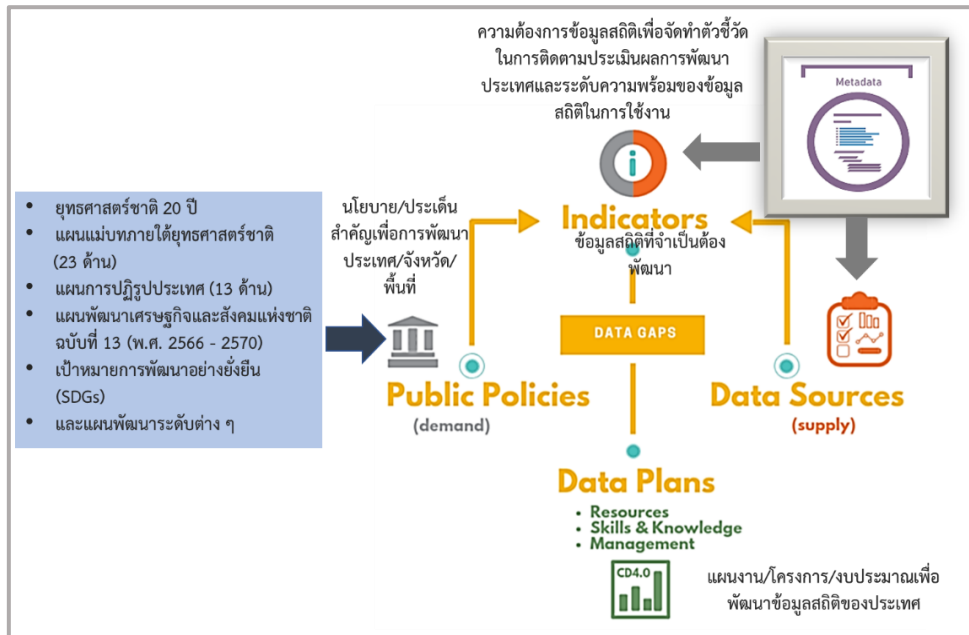 ความต้องการข้อมูลสถิติเพื่อจัดทำตัวชี้วัด
ในการติดตามประเมินผลการพัฒนา
ประเทศและระดับความพร้อมของข้อมูล
สถิติในการใช้งาน
Metadata
i
• ยุทธศาสตร์ชาติ 20 ปี
• แผนแม่บทภายใต้ยุทธศาสตร์ชาติ
(23 ด้าน)
• แผนการปฏิรูปประเทศ (13 ด้าน)
• แผนพัฒนาเศรษฐกิจและสังคมแห่งชาติ
ฉบับที่ 13 (พ.ศ. 2566 - 2570)
• เป้าหมายการพัฒนาอย่างยั่งยืน
(SDGs)
• และแผนพัฒนาระดับต่าง ๆ
นโยบาย/ประเด็น
สำคัญเพื่อการพัฒนา
ประเทศ/จังหวัด/
พื้นที่
Indicators
ข้อมูลสถิติที่จำเป็นต้อง
พัฒนา
DATA GAPS
Public Policies
(demand)
Data Sources
(supply)
Data Plans
• Resources
• Skills & Knowledge
• Management
CD4.0
แผนงาน/โครงการ/งบประมาณเพื่อ
พัฒนาข้อมูลสถิติของประเทศ